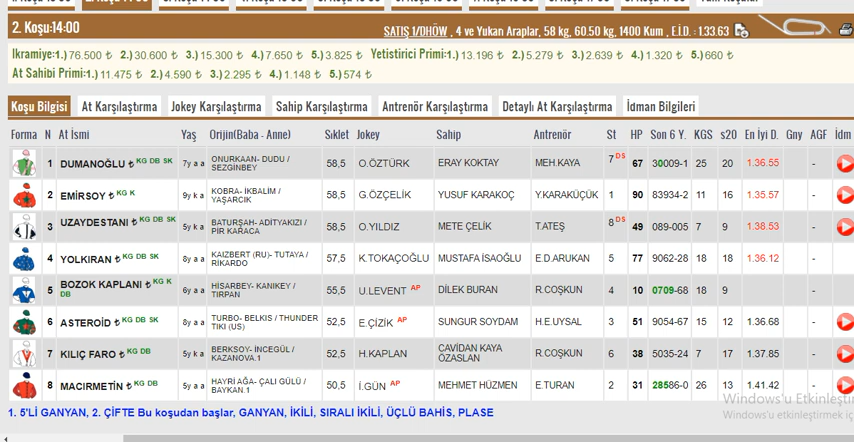 2. Koşu:14:00
SATIŞ 1/DHÖW , 4 ve Yukarı Araplar, 58 kg, 60.50 kg, 1400 Kum , E.İ.D. : 1.33.63
Ikramiye:1.) 76.500 ₺ 2.) 30.600 ₺ 3.) 15.300 ₺ 4.) 7.650 ₺ 5.) 3.825 ₺ Yetistirici Primi:1.) 13.196 ₺ 2.) 5.279 ₺ 3.) 2.639 ₺ 4.) 1.320 ₺ 5.) 660 ₺
At Sahibi Primi:1.) 11.475 ₺ 2.) 4.590 ₺ 3.) 2.295 ₺ 4.) 1.148 ₺ 5.) 574 ₺
Koşu Bilgisi At Karşılaştırma Jokey Karşılaştırma Sahip Karşılaştırma Antrenör Karşılaştırma Detaylı At Karşılaştırma İdman Bilgileri
Forma N At İsmi Yaş Orijin(Baba - Anne) Sıklet Jokey Sahip Antrenör St HP Son 6 Y. KGS s20 En İyi D. Gny AGF İdm
1 DUMANOĞLU ₺ KG DB SK 7y a a ONURKAAN- DUDU / SEZGİNBEY 58,5 O.ÖZTÜRK ERAY KOKTAY MEH.KAYA 7 DS 67 30009-1 25 20 1.36.55 -
2 EMİRSOY ₺ KG K 9y k a KOBRA- İKBALİM / YAŞARCIK 58,5 G.ÖZÇELİK YUSUF KARAKOÇ Y.KARAKÜÇÜK 1 90 83934-2 11 16 1.35.57 -
3 UZAYDESTANI ₺ KG DB SK 5y k a BATURŞAH- ADİTYAKIZI / PİR KARACA 58,5 O.YILDIZ METE ÇELİK T.ATEŞ 8 DS 49 089-005 7 9 1.38.53 -
4 YOLKIRAN ₺ KG DB SK 8y a a KAIZBERT (RU)- TUTAYA / RİKARDO 57,5 K.TOKAÇOĞLU MUSTAFA İSAOĞLU E.D.ARUKAN 5 77 9062-28 18 18 1.36.12 -
5 BOZOK KAPLANI ₺ KG K DB 6y a a HİSARBEY- KANIKEY / TIRPAN 55,5 U.LEVENT AP DİLEK BURAN R.COŞKUN 4 10 0709-68 18 9 -
6 ASTEROİD ₺ KG DB SK 8y a a TURBO- BELKIS / THUNDER TIKI (US) 52,5 E.ÇİZİK AP SUNGUR SOYDAM H.E.UYSAL 3 51 9054-67 15 12 1.36.68 -
7 KILIÇ FARO ₺ KG DB 5y k a BERKSOY- İNCEGÜL / KAZANOVA.1 52,5 H.KAPLAN CAVİDAN KAYA ÖZASLAN R.COŞKUN 6 38 5035-24 7 17 1.37.85 -
8 MACIRMETİN ₺ KG DB 5y a a HAYRİ AĞA- ÇALI GÜLÜ / BAYKAN.1 50,5 İ.GÜN AP MEHMET HÜZMEN E.TURAN 2 31 28586-0 26 13 1.41.42
Windows'u Etkinleştir
Windows'u etkinleştirmek iç
1. 5'Lİ GANYAN, 2. ÇİFTE Bu koşudan başlar, GANYAN, İKİLİ, SIRALI İKİLİ, ÜÇLÜ BAHİS, PLASE